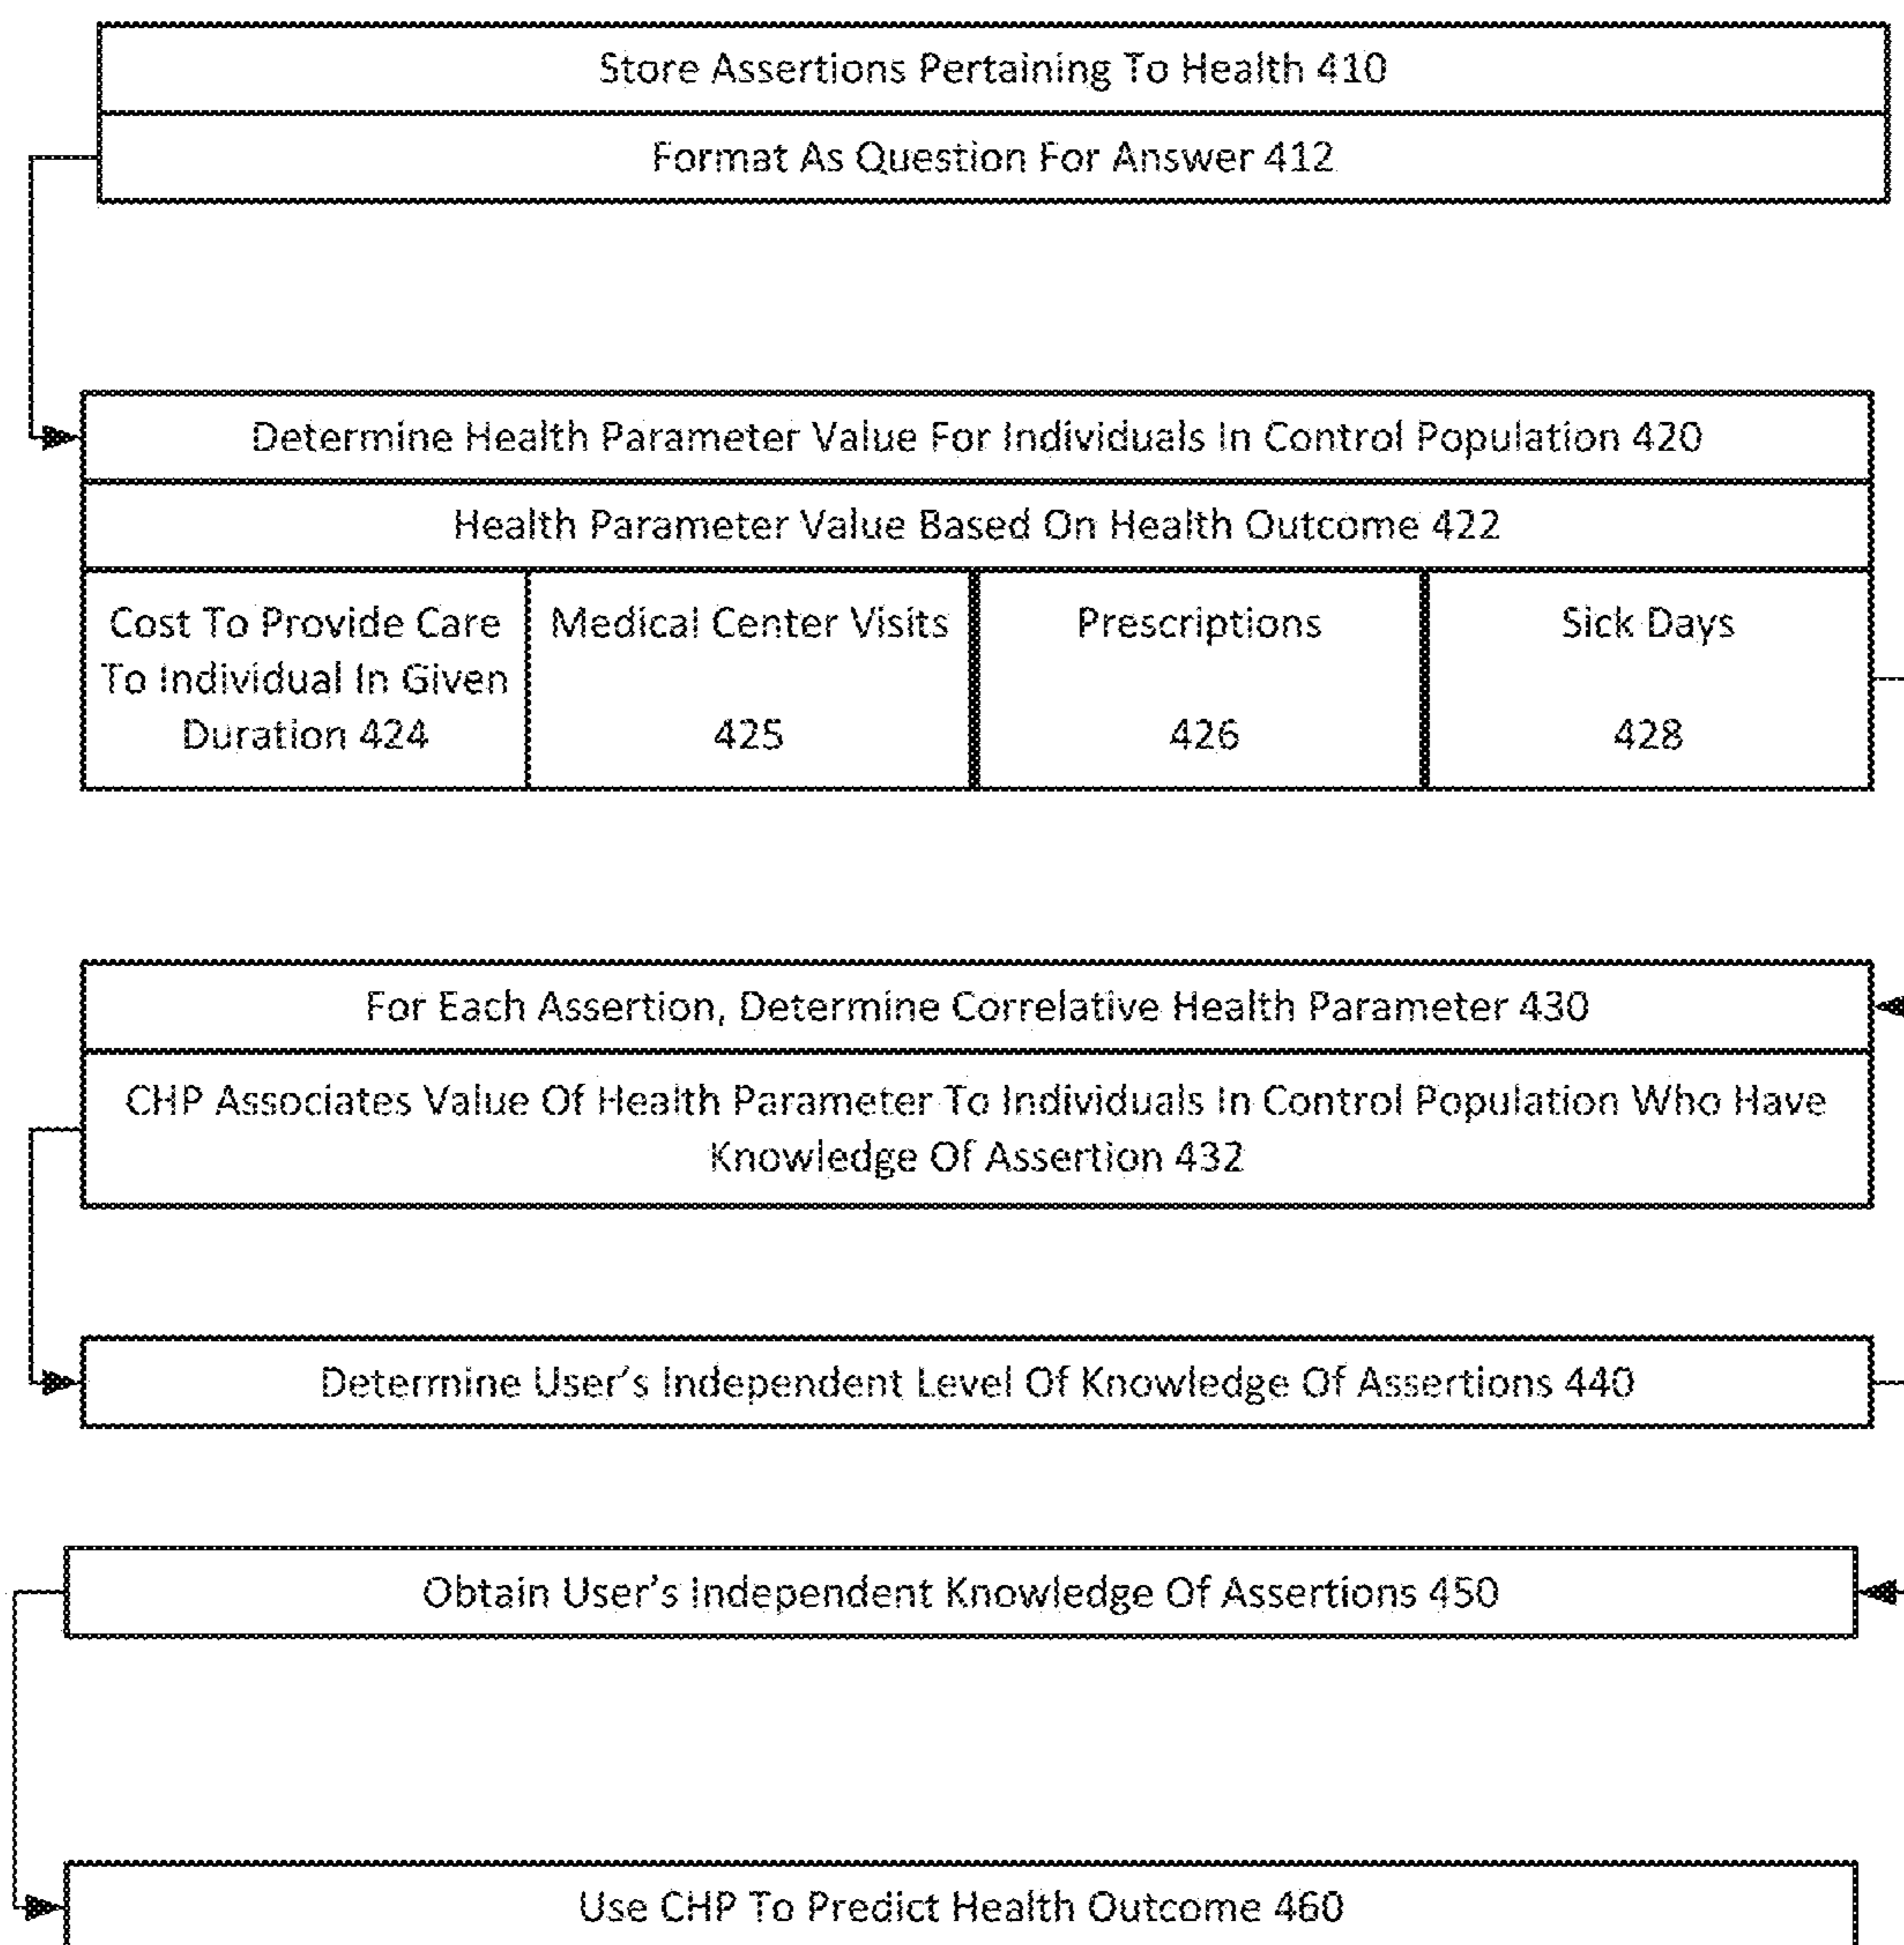 Store Assertions Pertaining To Health 410
Format As Question For Answer 412
Determine Health Parameter Value For Individuals In Control Population 420
Health Parameter Value Based On Health Outcome 422
Cost To Provide Care
To Individual In Given
Duration 424
Medical Center Visits
425
Prescriptions
426
Sick Days
428
For Each Assertion, Determine Correlative Health Parameter 430
CHP Associates Value Of Health Parameter To Individuals In Control Population Who Have
Knowledge Of Assertion 432
Determine User's Independent Level Of Knowledge Of Assertions 440
Obtain User's Independent Knowledge Of Assertions 450
Use CHP To Predict Health Outcome 460